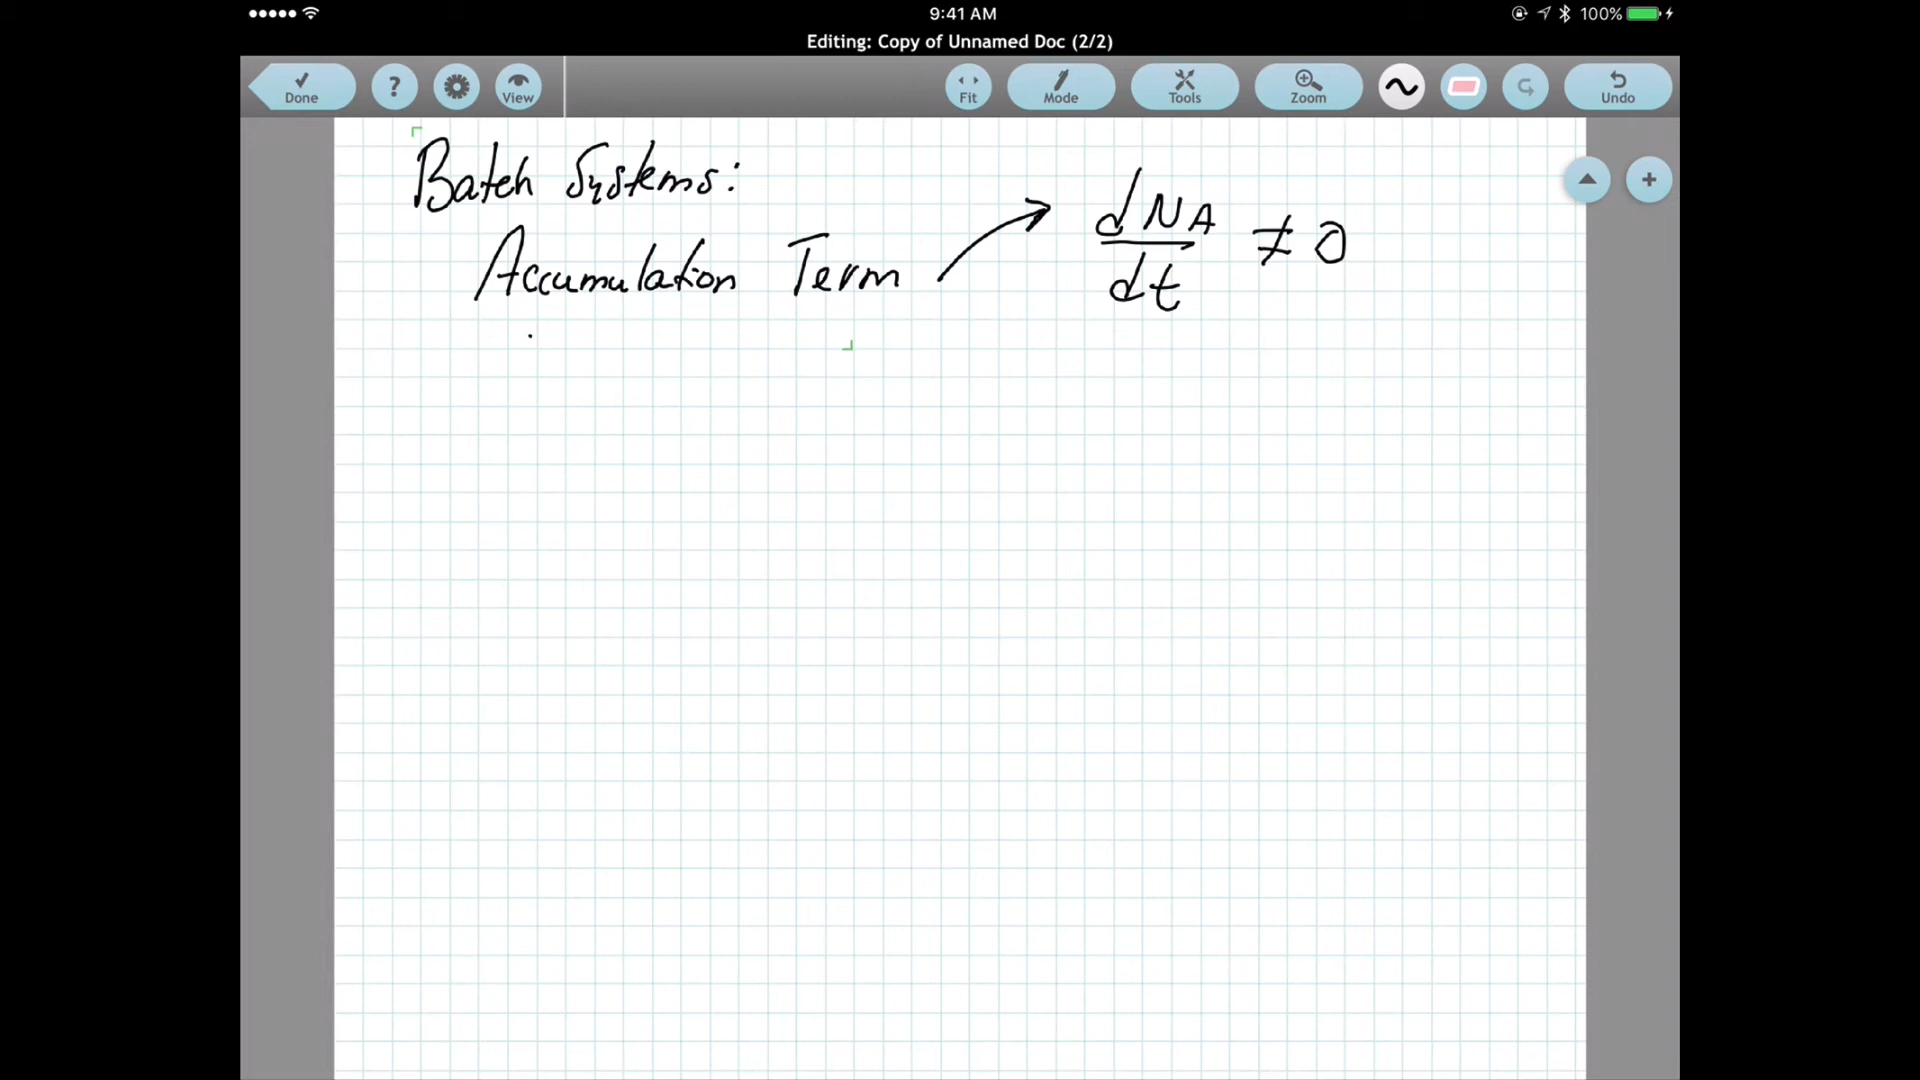 9:41 AM
100%
Editing: Copy of Unnamed Doc (2/2)
Done
?
View
Fit
Mode
Tools
Zoom
Undo
Batch Systems:
Accumulation Term
dNA/dt ≠ 0